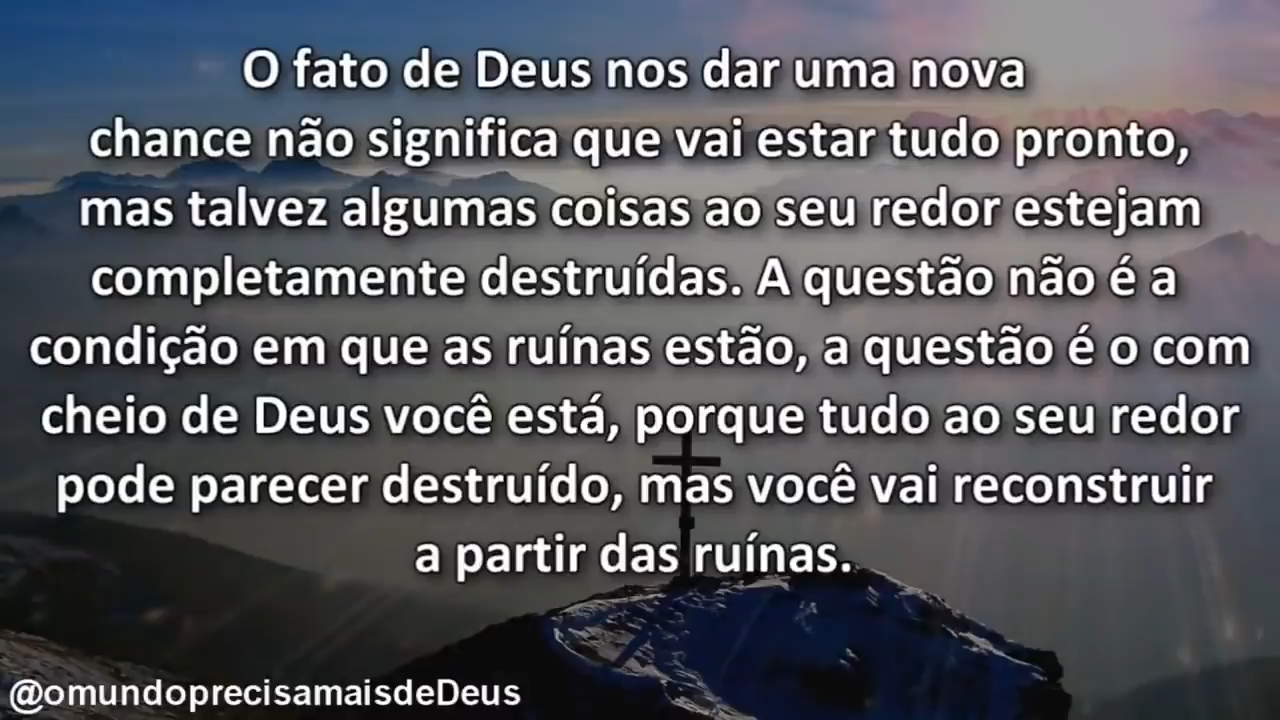 O fato de Deus nos dar uma nova
chance não significa que vai estar tudo pronto,
mas talvez algumas coisas ao seu redor estejam
completamente destruídas. A questão não é a
condição em que as ruínas estão, a questão é o com
cheio de Deus você está, porque tudo ao seu redor
pode parecer destruído, mas você vai reconstruir
a partir das ruínas.
@omundoprecisamaisdeDeus